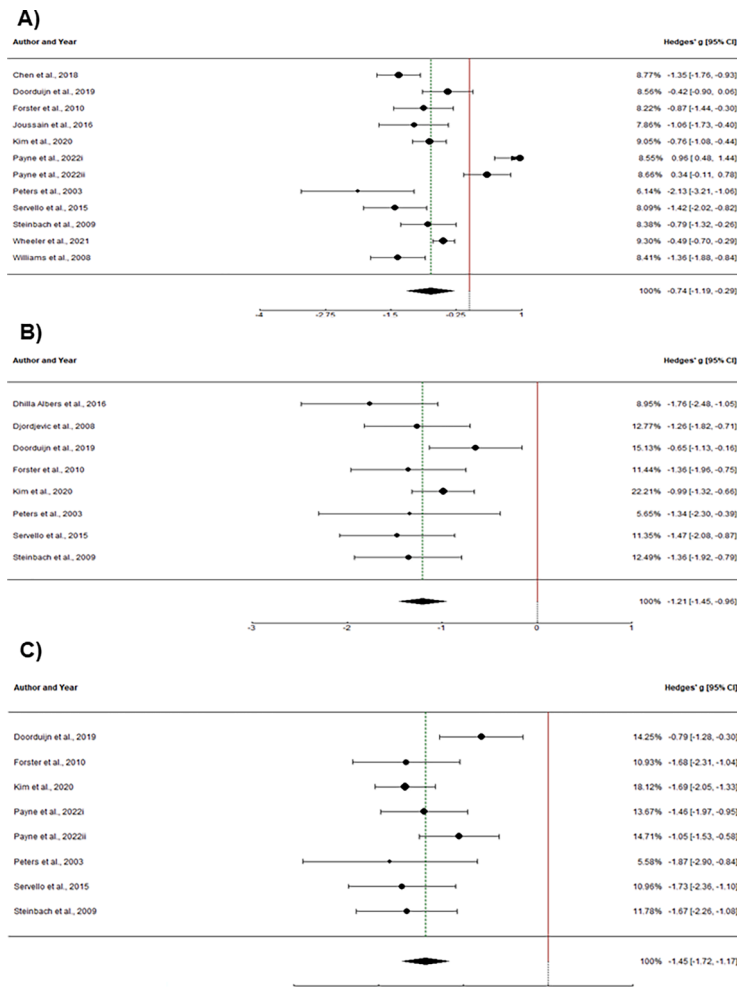 A)
Author and Year Hedges' g [95% CI]
Chen et al., 2018 8.77% -1.35 [-1.76, -0.93]
Doorduijn et al., 2019 8.56% -0.42 [-0.90, 0.06]
Forster et al., 2010 8.22% -0.87 [-1.44, -0.30]
Joussain et al., 2016 7.86% -1.06 [-1.73, -0.40]
Kim et al., 2020 9.05% -0.76 [-1.08, -0.44]
Payne et al., 2022i 8.55% 0.96 [ 0.48, 1.44]
Payne et al., 2022ii 8.66% 0.34 [-0.11, 0.78]
Peters et al., 2003 6.14% -2.13 [-3.21, -1.06]
Servello et al., 2015 8.09% -1.42 [-2.02, -0.82]
Steinbach et al., 2009 8.38% -0.79 [-1.32, -0.26]
Wheeler et al., 2021 9.30% -0.49 [-0.70, -0.29]
Williams et al., 2008 8.41% -1.36 [-1.88, -0.84]
100% -0.74 [-1.19, -0.29]
-4 -2.75 -1.5 -0.25 1
B)
Author and Year Hedges' g [95% CI]
Dhilla Albers et al., 2016 8.95% -1.76 [-2.48, -1.05]
Djordjevic et al., 2008 12.77% -1.26 [-1.82, -0.71]
Doorduijn et al., 2019 15.13% -0.65 [-1.13, -0.16]
Forster et al., 2010 11.44% -1.36 [-1.96, -0.75]
Kim et al., 2020 22.21% -0.99 [-1.32, -0.66]
Peters et al., 2003 5.65% -1.34 [-2.30, -0.39]
Servello et al., 2015 11.35% -1.47 [-2.08, -0.87]
Steinbach et al., 2009 12.49% -1.36 [-1.92, -0.79]
100% -1.21 [-1.45, -0.96]
-3 -2 -1 0 1
C)
Author and Year Hedges' g [95% CI]
Doorduijn et al., 2019 14.25% -0.79 [-1.28, -0.30]
Forster et al., 2010 10.93% -1.68 [-2.31, -1.04]
Kim et al., 2020 18.12% -1.69 [-2.05, -1.33]
Payne et al., 2022i 13.67% -1.46 [-1.97, -0.95]
Payne et al., 2022ii 14.71% -1.05 [-1.53, -0.58]
Peters et al., 2003 5.58% -1.87 [-2.90, -0.84]
Servello et al., 2015 10.96% -1.73 [-2.36, -1.10]
Steinbach et al., 2009 11.78% -1.67 [-2.26, -1.08]
100% -1.45 [-1.72, -1.17]